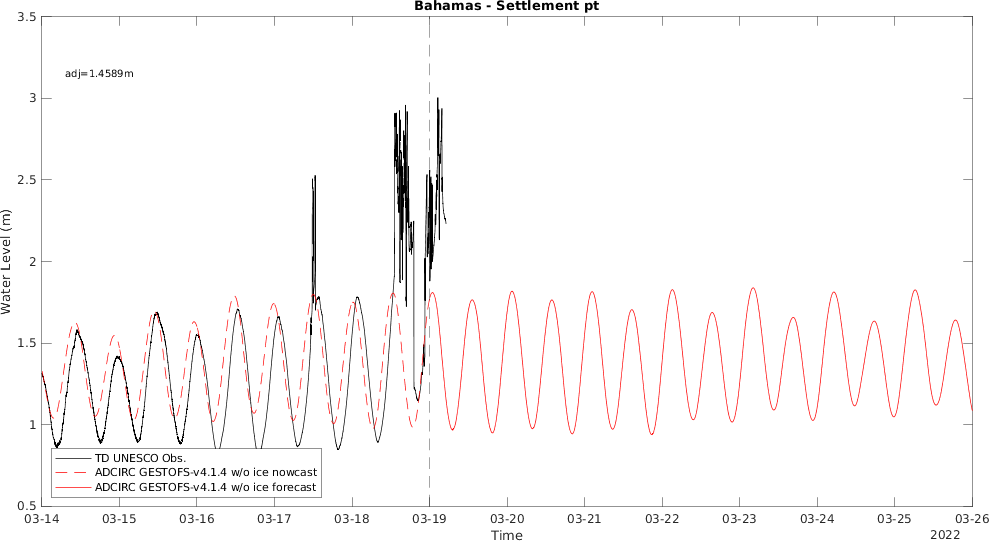 Bahamas - Settlement pt
3.5
adj=1.4589m
3
2.5
2
1.5
1
0.5
Water Level (m)
TD UNESCO Obs.
ADCIRC GESTOFS-v4.1.4 w/o ice nowcast
ADCIRC GESTOFS-v4.1.4 w/o ice forecast
03-14 03-15 03-16 03-17 03-18 03-19 03-20 03-21 03-22 03-23 03-24 03-25 03-26
Time
2022